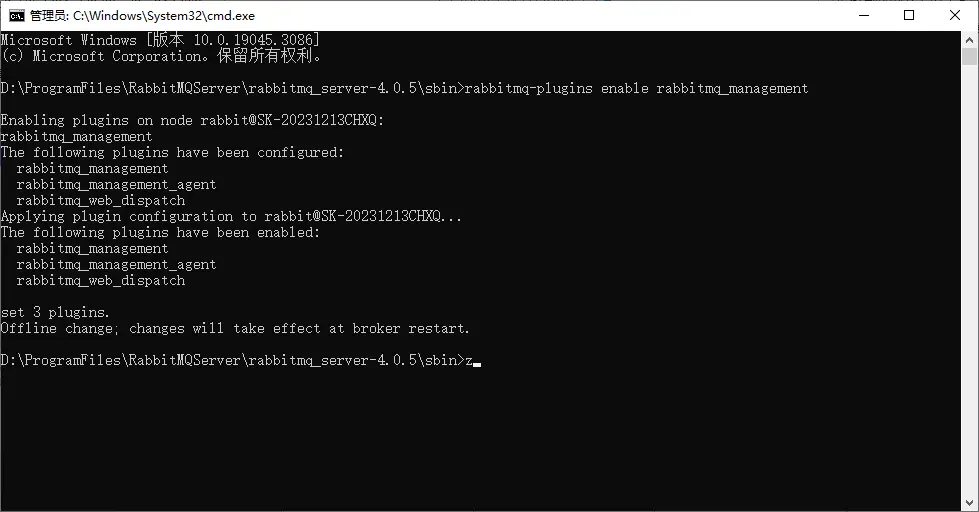 管理员: C:\Windows\System32\cmd.exe
Microsoft Windows [版本 10.0.19045.3086]
(c) Microsoft Corporation。保留所有权利。
D:\ProgramFiles\RabbitMQServer\rabbitmq_server-4.0.5\sbin>rabbitmq-plugins enable rabbitmq_management
Enabling plugins on node rabbit@SK-20231213CHXQ:
rabbitmq_management
The following plugins have been configured:
  rabbitmq_management
  rabbitmq_management_agent
  rabbitmq_web_dispatch
Applying plugin configuration to rabbit@SK-20231213CHXQ...
The following plugins have been enabled:
  rabbitmq_management
  rabbitmq_management_agent
  rabbitmq_web_dispatch
set 3 plugins.
Offline change; changes will take effect at broker restart.
D:\ProgramFiles\RabbitMQServer\rabbitmq_server-4.0.5\sbin>z